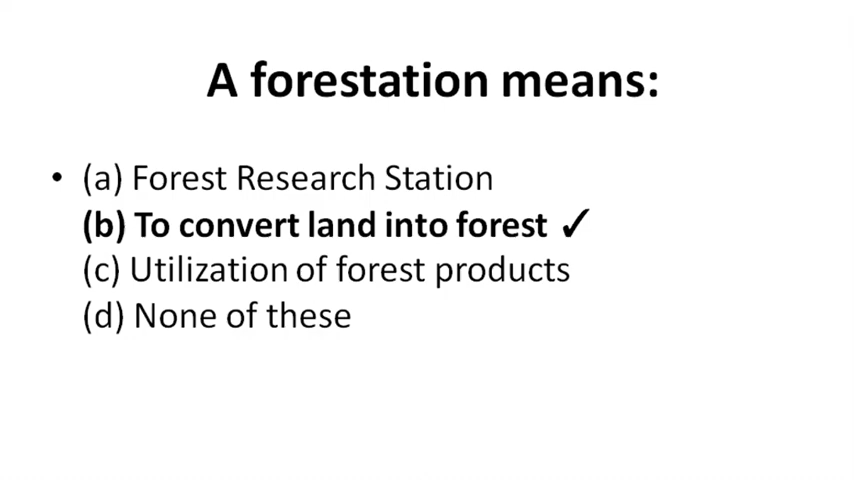 A forestation means:
• (a) Forest Research Station
(b) To convert land into forest ✓
(c) Utilization of forest products
(d) None of these